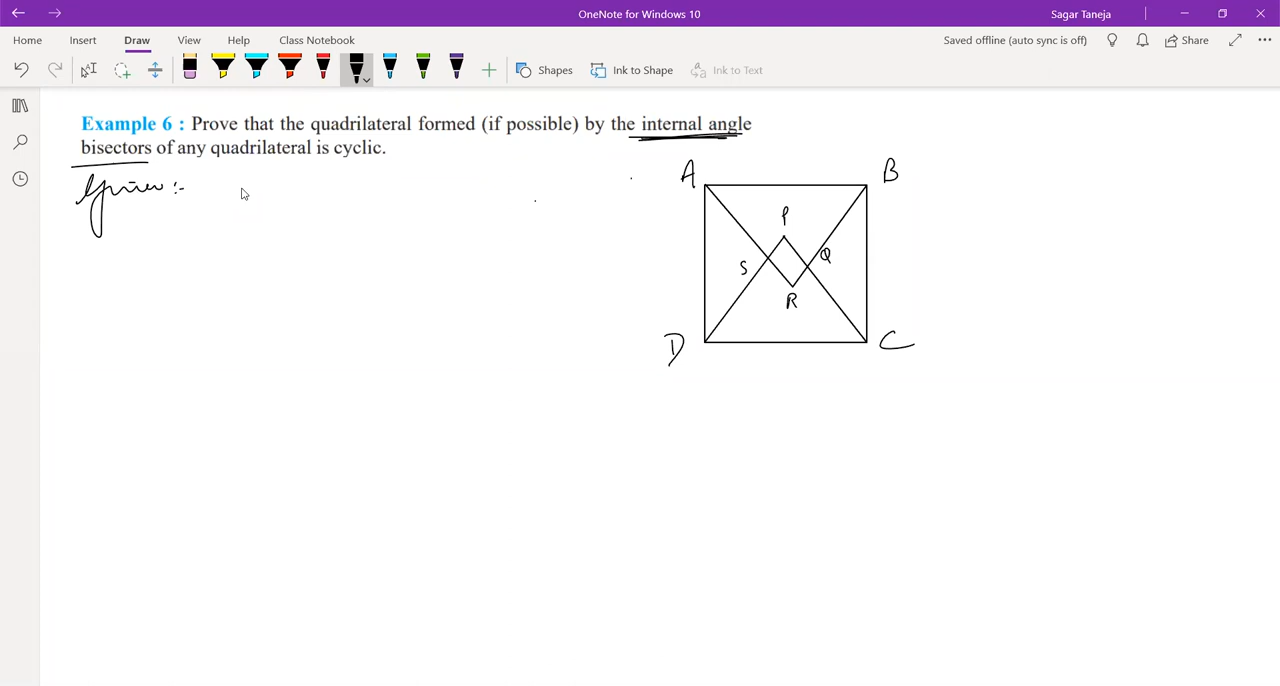 OneNote for Windows 10
Sagar Taneja
Home Insert Draw View Help Class Notebook
Saved offline (auto sync is off) Share
Shapes Ink to Shape Ink to Text
Example 6 : Prove that the quadrilateral formed (if possible) by the internal angle
bisectors of any quadrilateral is cyclic.
Given :-
A B
P
S Q
R
D C